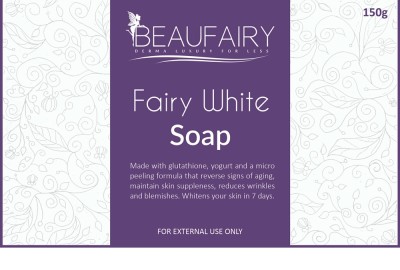 150g
BEAUFAIRY
DERMA LUXURY FOR LESS
Fairy White
Soap
Made with glutathione, yogurt and a micro
peeling formula that reverse signs of aging,
maintain skin suppleness, reduces wrinkles
and blemishes. Whitens your skin in 7 days.
FOR EXTERNAL USE ONLY